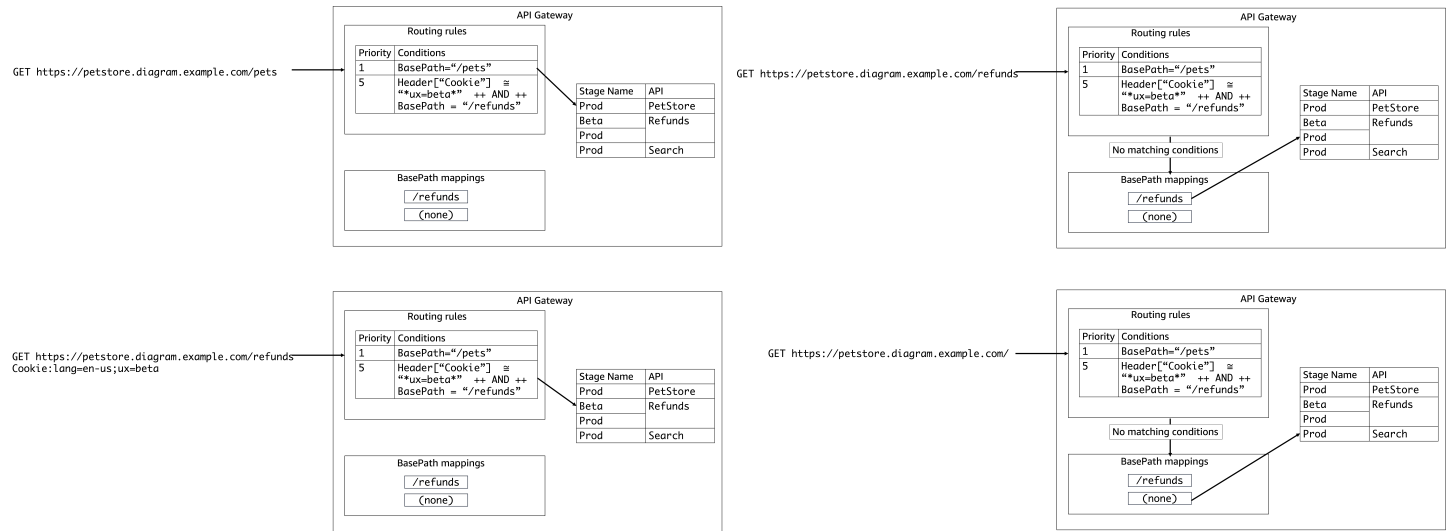 API Gateway
Routing rules
Priority Conditions
GET https://petstore.diagram.example.com/pets
1 BasePath=“/pets”
5 Header[“Cookie”] ≅
“*ux=beta*” ++ AND ++
BasePath = “/refunds”
Stage Name API
Prod PetStore
Beta Refunds
Prod
Prod Search
BasePath mappings
/refunds
(none)
API Gateway
Routing rules
Priority Conditions
GET https://petstore.diagram.example.com/refunds
1 BasePath=“/pets”
5 Header[“Cookie”] ≅
“*ux=beta*” ++ AND ++
BasePath = “/refunds”
Stage Name API
Prod PetStore
Beta Refunds
Prod
Prod Search
No matching conditions
BasePath mappings
/refunds
(none)
API Gateway
Routing rules
Priority Conditions
GET https://petstore.diagram.example.com/refunds
Cookie:lang=en-us;ux=beta
1 BasePath=“/pets”
5 Header[“Cookie”] ≅
“*ux=beta*” ++ AND ++
BasePath = “/refunds”
Stage Name API
Prod PetStore
Beta Refunds
Prod
Prod Search
BasePath mappings
/refunds
(none)
API Gateway
Routing rules
Priority Conditions
GET https://petstore.diagram.example.com/
1 BasePath=“/pets”
5 Header[“Cookie”] ≅
“*ux=beta*” ++ AND ++
BasePath = “/refunds”
Stage Name API
Prod PetStore
Beta Refunds
Prod
Prod Search
No matching conditions
BasePath mappings
/refunds
(none)